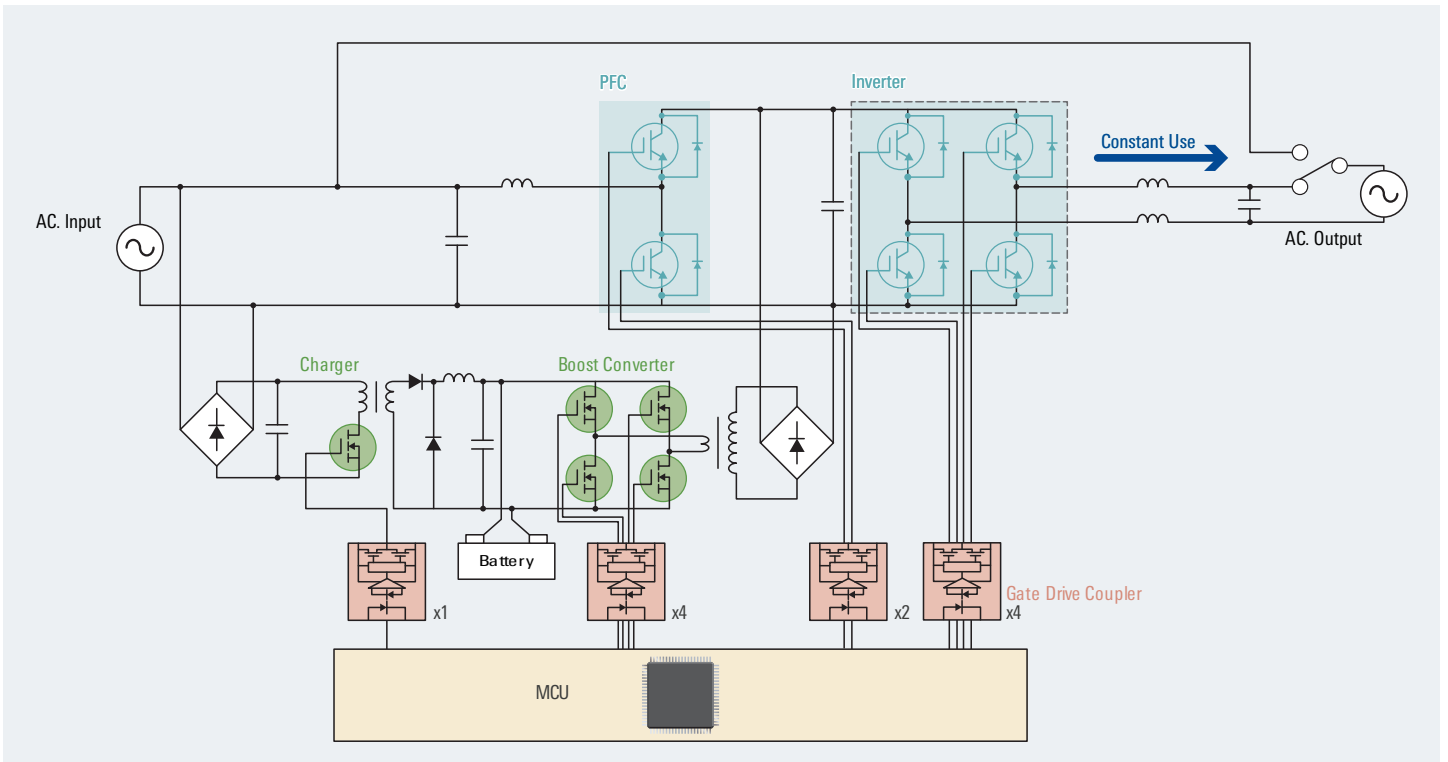 PFC
Inverter
Constant Use
AC. Input
AC. Output
Charger
Boost Converter
Battery
Gate Drive Coupler
x1
x4
x2
x4
MCU